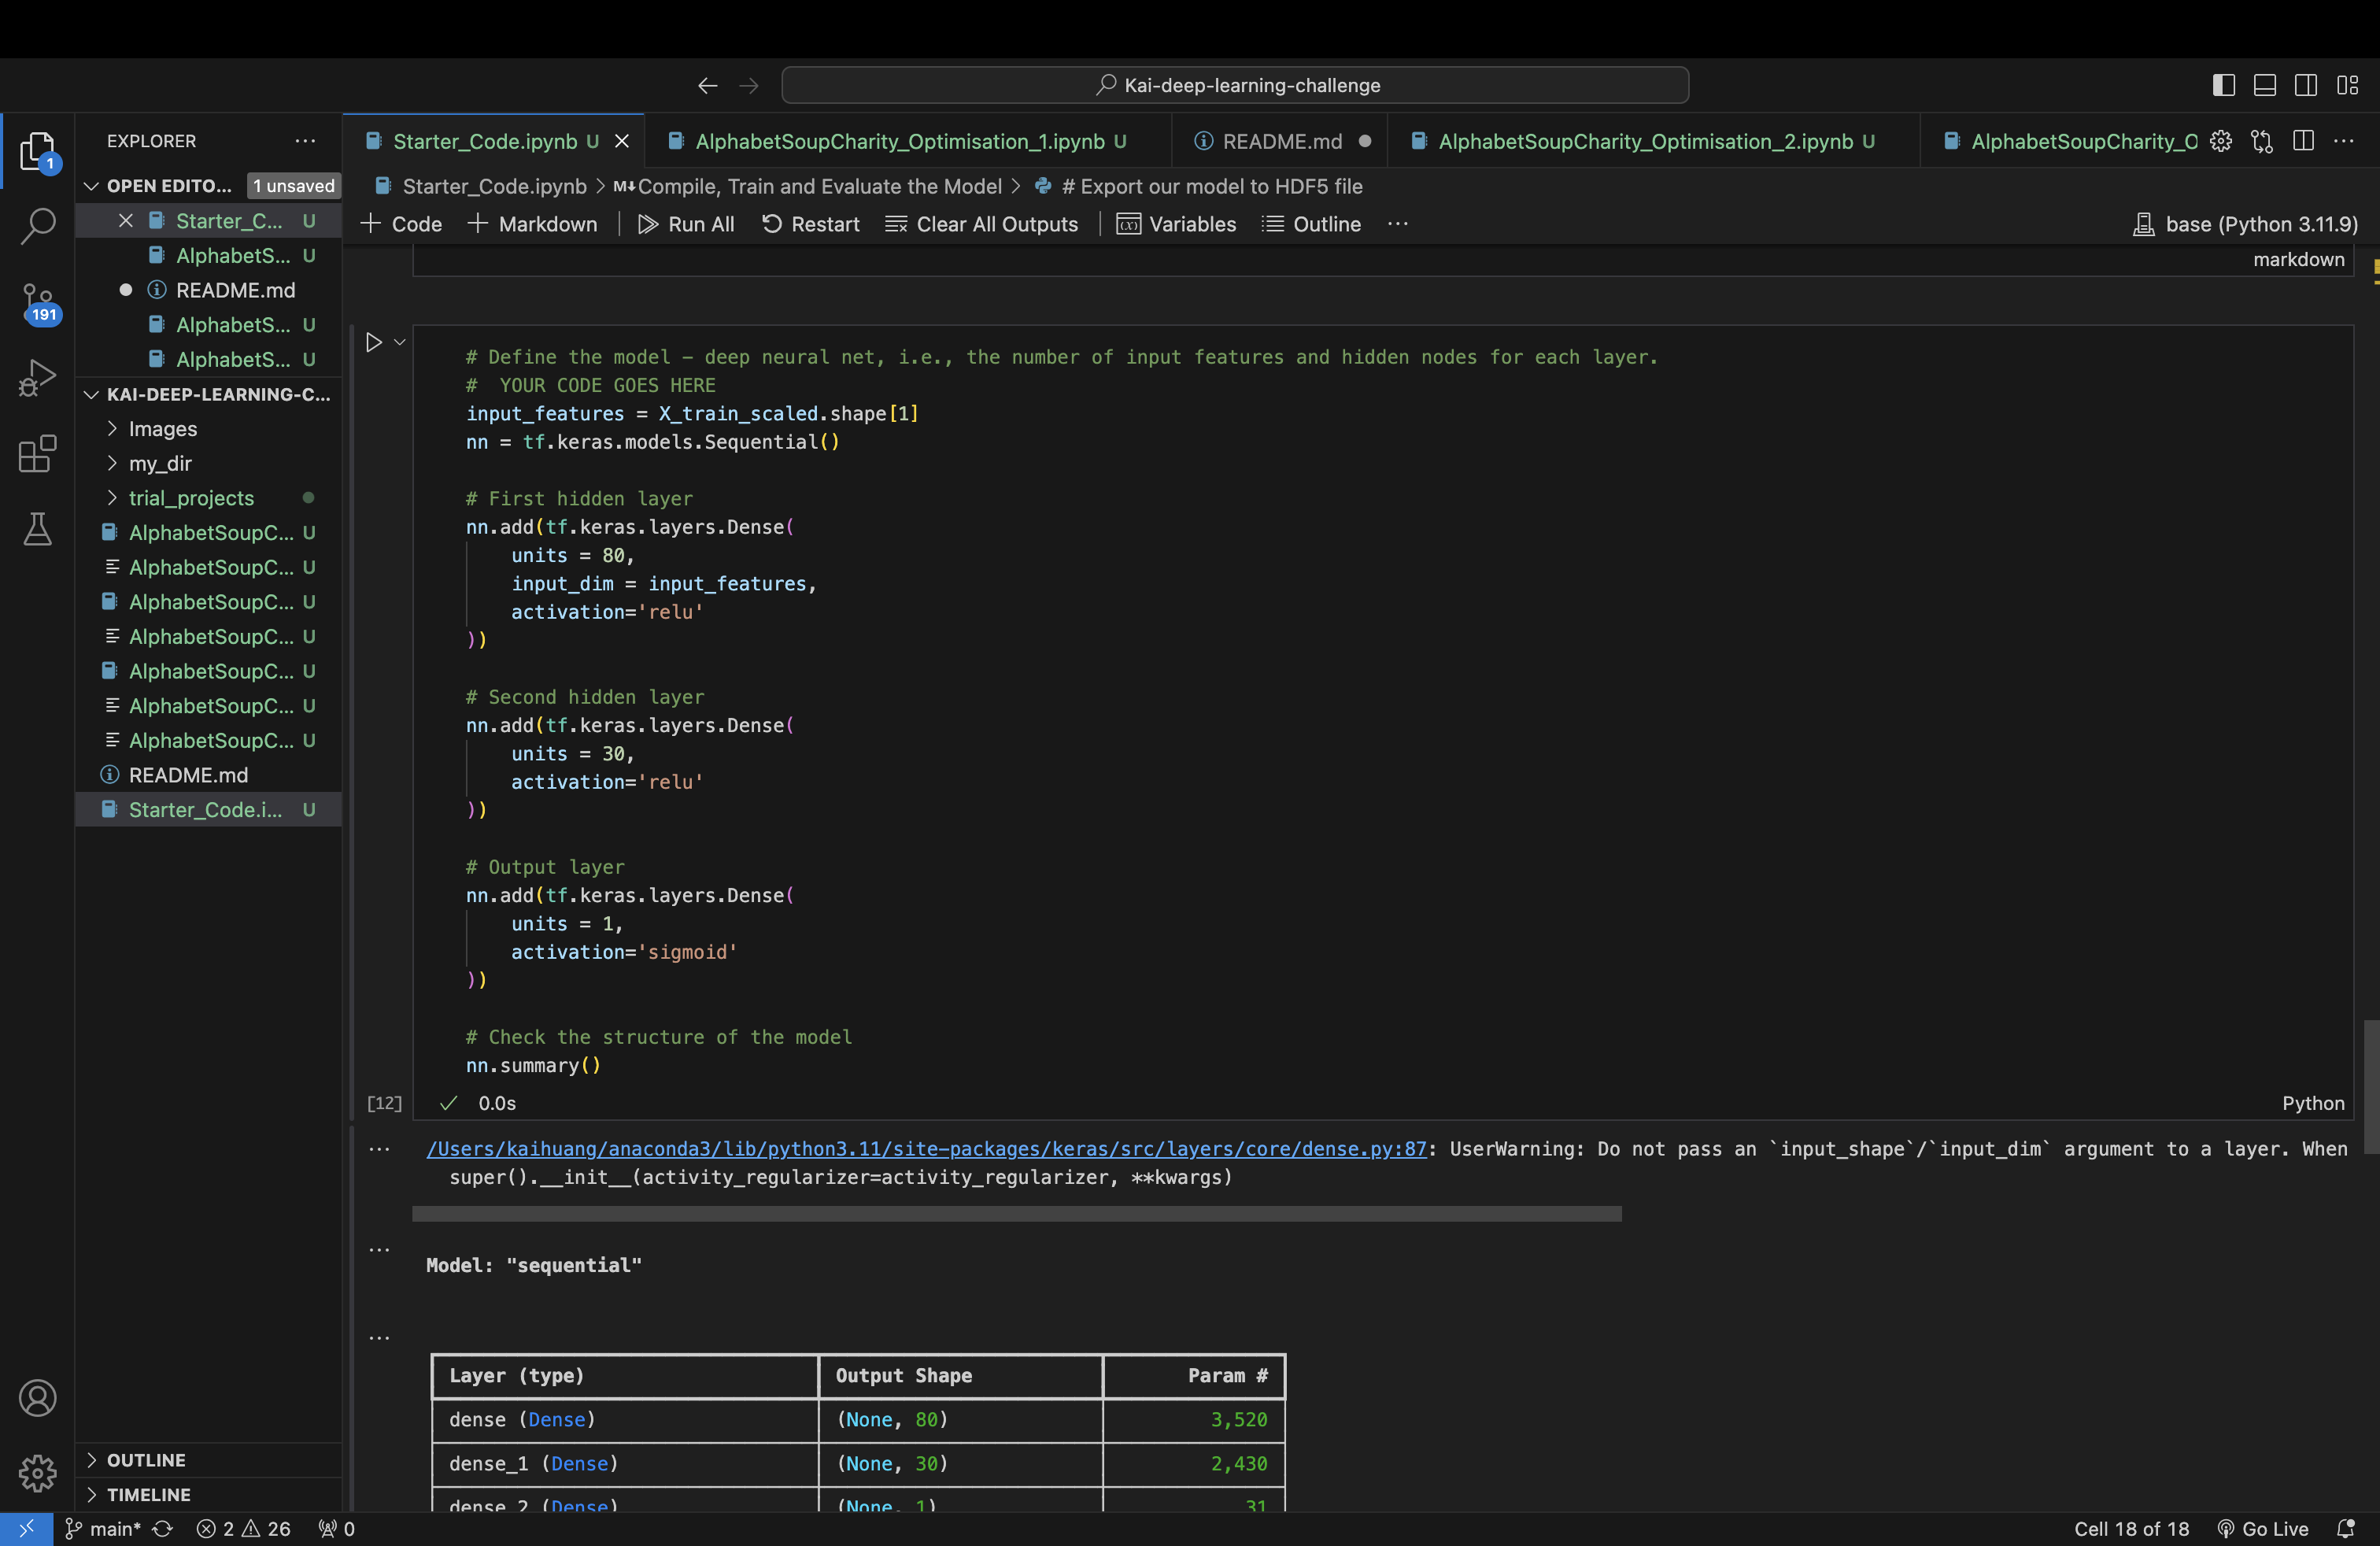 Kai-deep-learning-challenge
1
191
EXPLORER
OPEN EDITO... 1 unsaved
Starter_C... U
AlphabetS... U
README.md
AlphabetS... U
AlphabetS... U
KAI-DEEP-LEARNING-C...
Images
my_dir
trial_projects
AlphabetSoupC... U
AlphabetSoupC... U
AlphabetSoupC... U
AlphabetSoupC... U
AlphabetSoupC... U
AlphabetSoupC... U
AlphabetSoupC... U
README.md
Starter_Code.i... U
OUTLINE
TIMELINE
Starter_Code.ipynb U AlphabetSoupCharity_Optimisation_1.ipynb U README.md AlphabetSoupCharity_Optimisation_2.ipynb U AlphabetSoupCharity_O
Starter_Code.ipynb > M↓Compile, Train and Evaluate the Model > # Export our model to HDF5 file
+ Code + Markdown | Run All Restart Clear All Outputs | Variables Outline ... base (Python 3.11.9)
markdown
# Define the model – deep neural net, i.e., the number of input features and hidden nodes for each layer.
#  YOUR CODE GOES HERE
input_features = X_train_scaled.shape[1]
nn = tf.keras.models.Sequential()
# First hidden layer
nn.add(tf.keras.layers.Dense(
units = 80,
input_dim = input_features,
activation='relu'
))
# Second hidden layer
nn.add(tf.keras.layers.Dense(
units = 30,
activation='relu'
))
# Output layer
nn.add(tf.keras.layers.Dense(
units = 1,
activation='sigmoid'
))
# Check the structure of the model
nn.summary()
[12] ✓ 0.0s Python
... /Users/kaihuang/anaconda3/lib/python3.11/site-packages/keras/src/layers/core/dense.py:87: UserWarning: Do not pass an `input_shape`/`input_dim` argument to a layer. When
super().__init__(activity_regularizer=activity_regularizer, **kwargs)
...
Model: "sequential"
...
Layer (type) Output Shape Param #
dense (Dense) (None, 80) 3,520
dense_1 (Dense) (None, 30) 2,430
dense_2 (Dense) (None, 1) 31
main* 2 26 0 Cell 18 of 18 Go Live